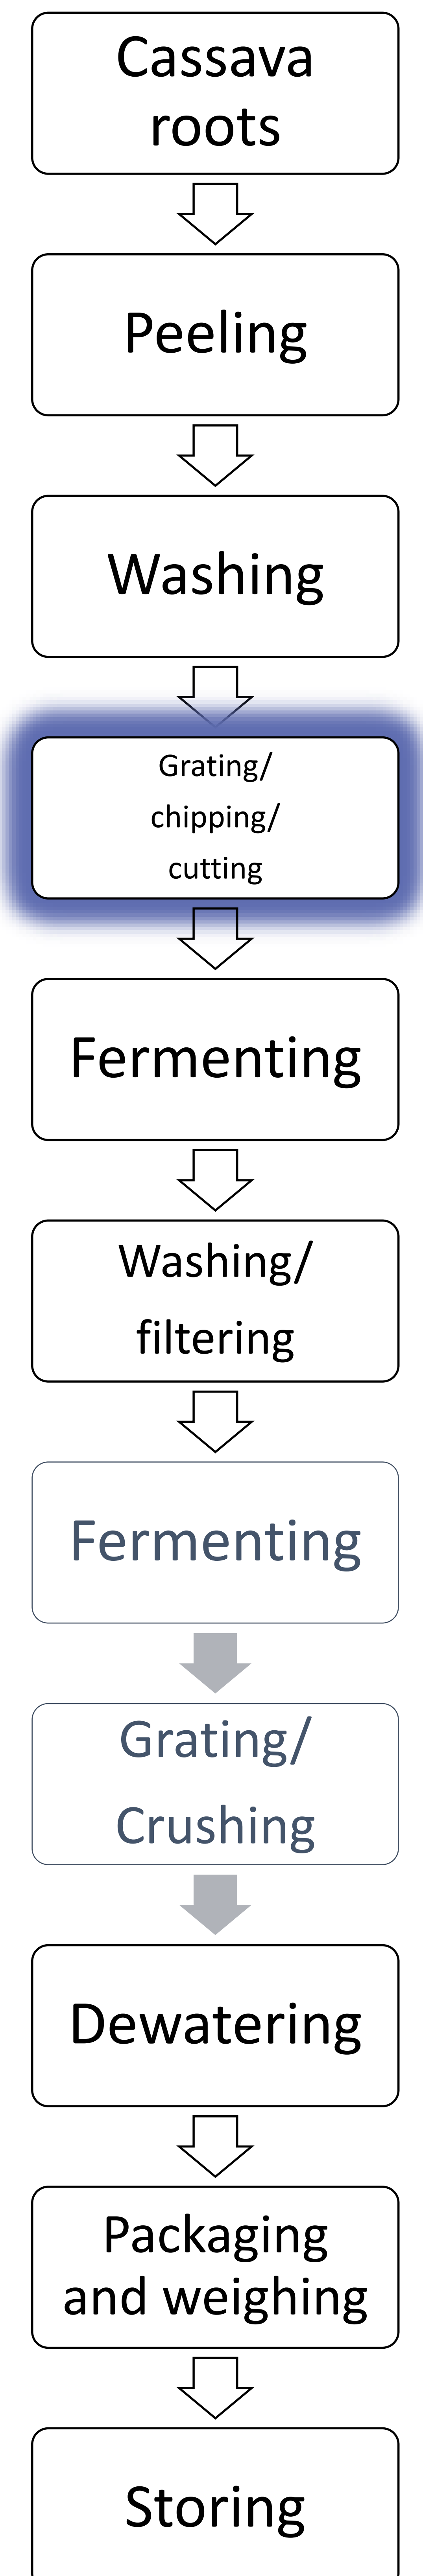 Cassava
roots
Peeling
Washing
Grating/
chipping/
cutting
Fermenting
Washing/
filtering
Fermenting
Grating/
Crushing
Dewatering
Packaging
and weighing
Storing